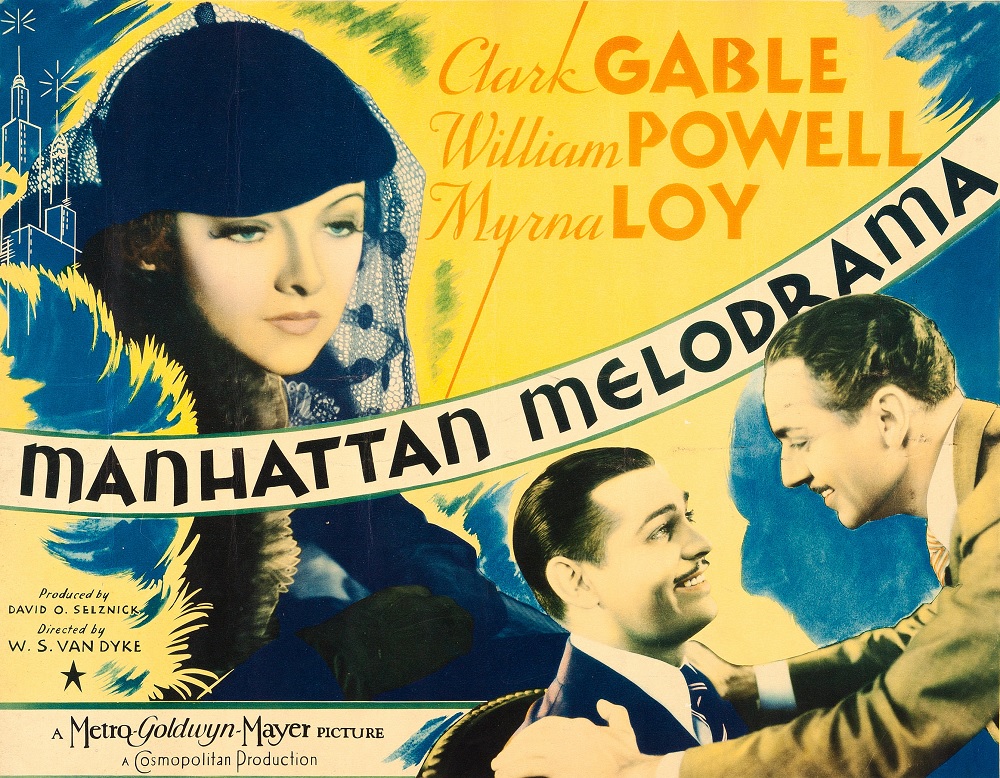 Clark GABLE
William POWELL
Myrna LOY
MANHATTAN MELODRAMA
Produced by
DAVID O. SELZNICK
Directed by
W. S. VAN DYKE
A Metro-Goldwyn-Mayer PICTURE
A Cosmopolitan Production